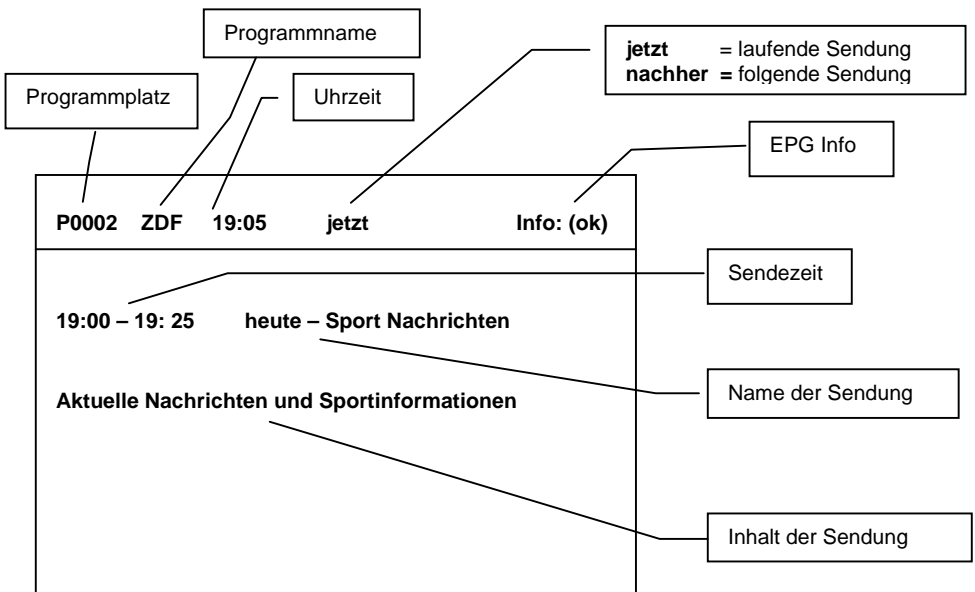 Programmname
jetzt = laufende Sendung
nachher = folgende Sendung
Programmplatz
Uhrzeit
EPG Info
P0002 ZDF 19:05 jetzt Info: (ok)
Sendezeit
19:00 – 19: 25 heute – Sport Nachrichten
Name der Sendung
Aktuelle Nachrichten und Sportinformationen
Inhalt der Sendung